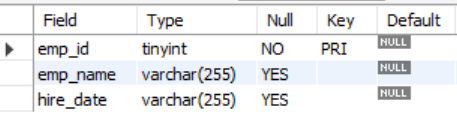 Field Type Null Key Default
emp_id tinyint NO PRI NULL
emp_name varchar(255) YES NULL
hire_date varchar(255) YES NULL